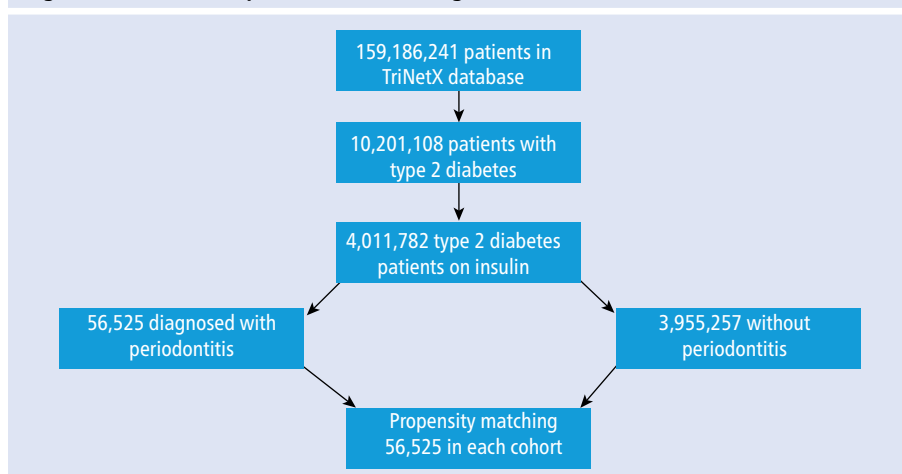 159,186,241 patients in
TriNetX database
10,201,108 patients with
type 2 diabetes
4,011,782 type 2 diabetes
patients on insulin
56,525 diagnosed with
periodontitis
3,955,257 without
periodontitis
Propensity matching
56,525 in each cohort